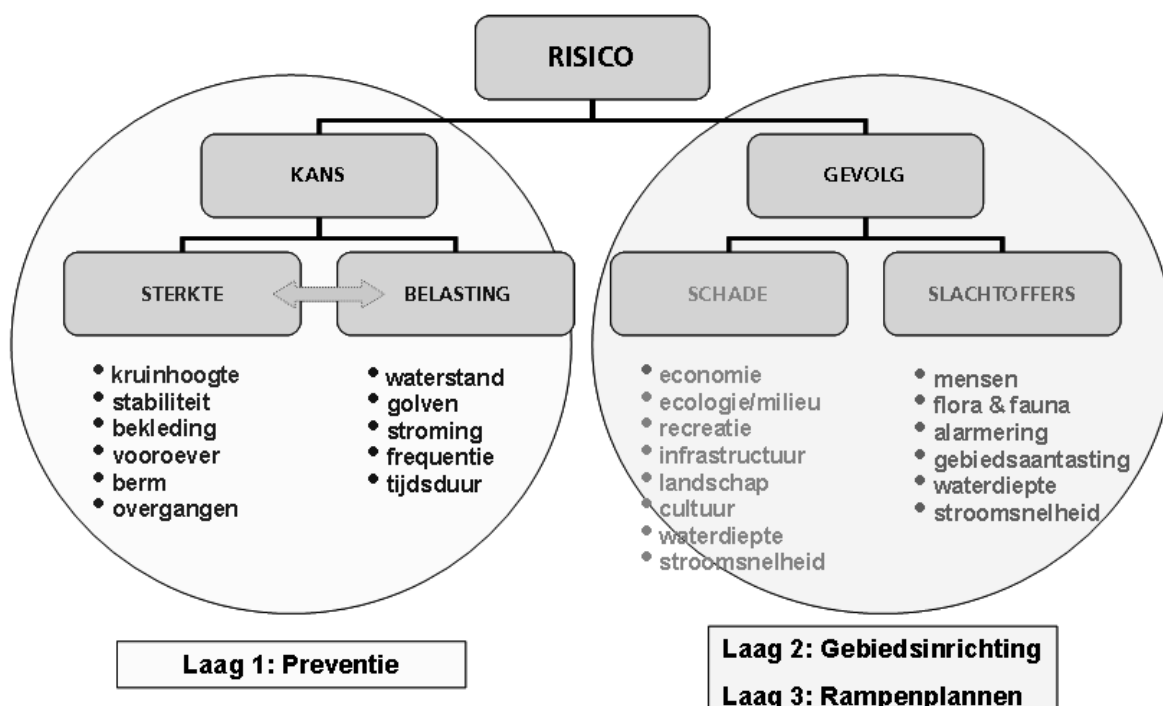 RISICO
KANS
GEVOLG
STERKTE
BELASTING
SCHADE
SLACHTOFFERS
• kruinhoogte
• stabiliteit
• bekleding
• vooroever
• berm
• overgangen
• waterstand
• golven
• stroming
• frequentie
• tijdsduur
• economie
• ecologie/milieu
• recreatie
• infrastructuur
• landschap
• cultuur
• waterdiepte
• stroomsnelheid
• mensen
• flora & fauna
• alarmering
• gebiedsaantasting
• waterdiepte
• stroomsnelheid
Laag 1: Preventie
Laag 2: Gebiedsinrichting
Laag 3: Rampenplannen